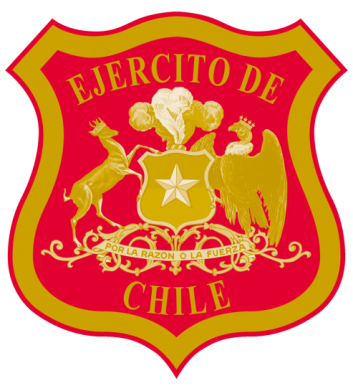 EJERCITO DE
POR LA RAZON O LA FUERZA
CHILE